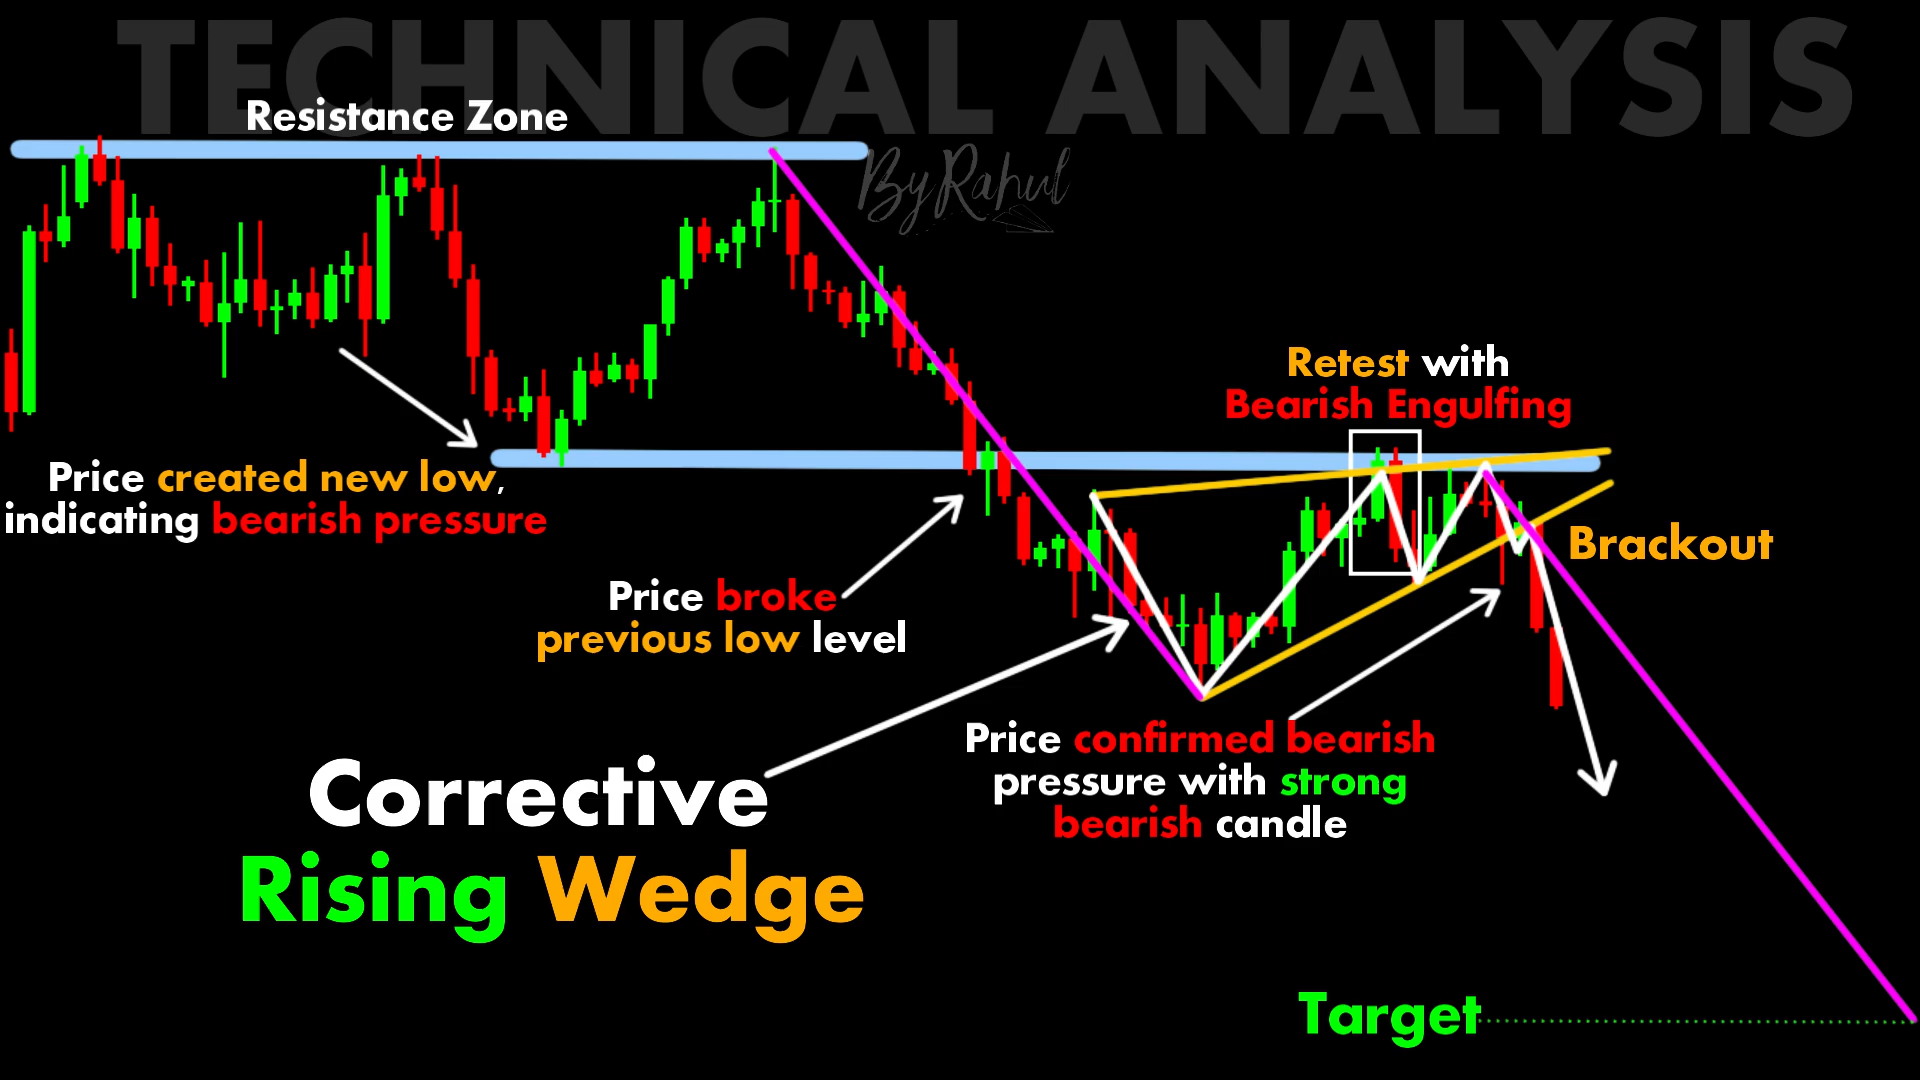 TECHNICAL ANALYSIS
Resistance Zone
By Rahul
Retest with
Bearish Engulfing
Price created new low,
indicating bearish pressure
Brackout
Price broke
previous low level
Price confirmed bearish
pressure with strong
bearish candle
Corrective
Rising Wedge
Target